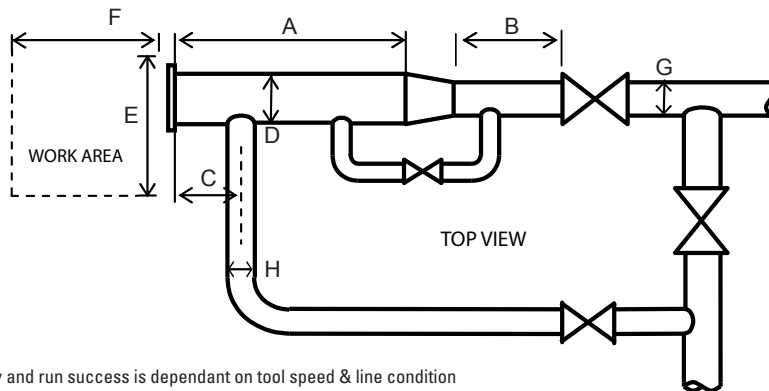 F
A
B
G
E
D
WORK AREA
C
TOP VIEW
H
and run success is dependant on tool speed & line condition